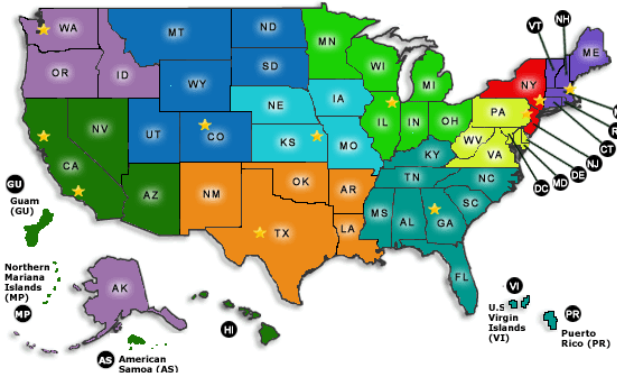 WA
MT
ND
MN
VT
NH
ME
OR
ID
WY
SD
WI
MI
NY
NV
UT
CO
NE
IA
IL
IN
OH
PA
CA
KS
MO
KY
WV
VA
CT
NJ
DE
MD
DC
AZ
NM
OK
AR
TN
NC
SC
TX
LA
MS
AL
GA
FL
GU
Guam
(GU)
Northern
Mariana
Islands
(MP)
MP
AK
AS
American
Samoa (AS)
HI
VI
U.S
Virgin
Islands
(VI)
PR
Puerto
Rico (PR)